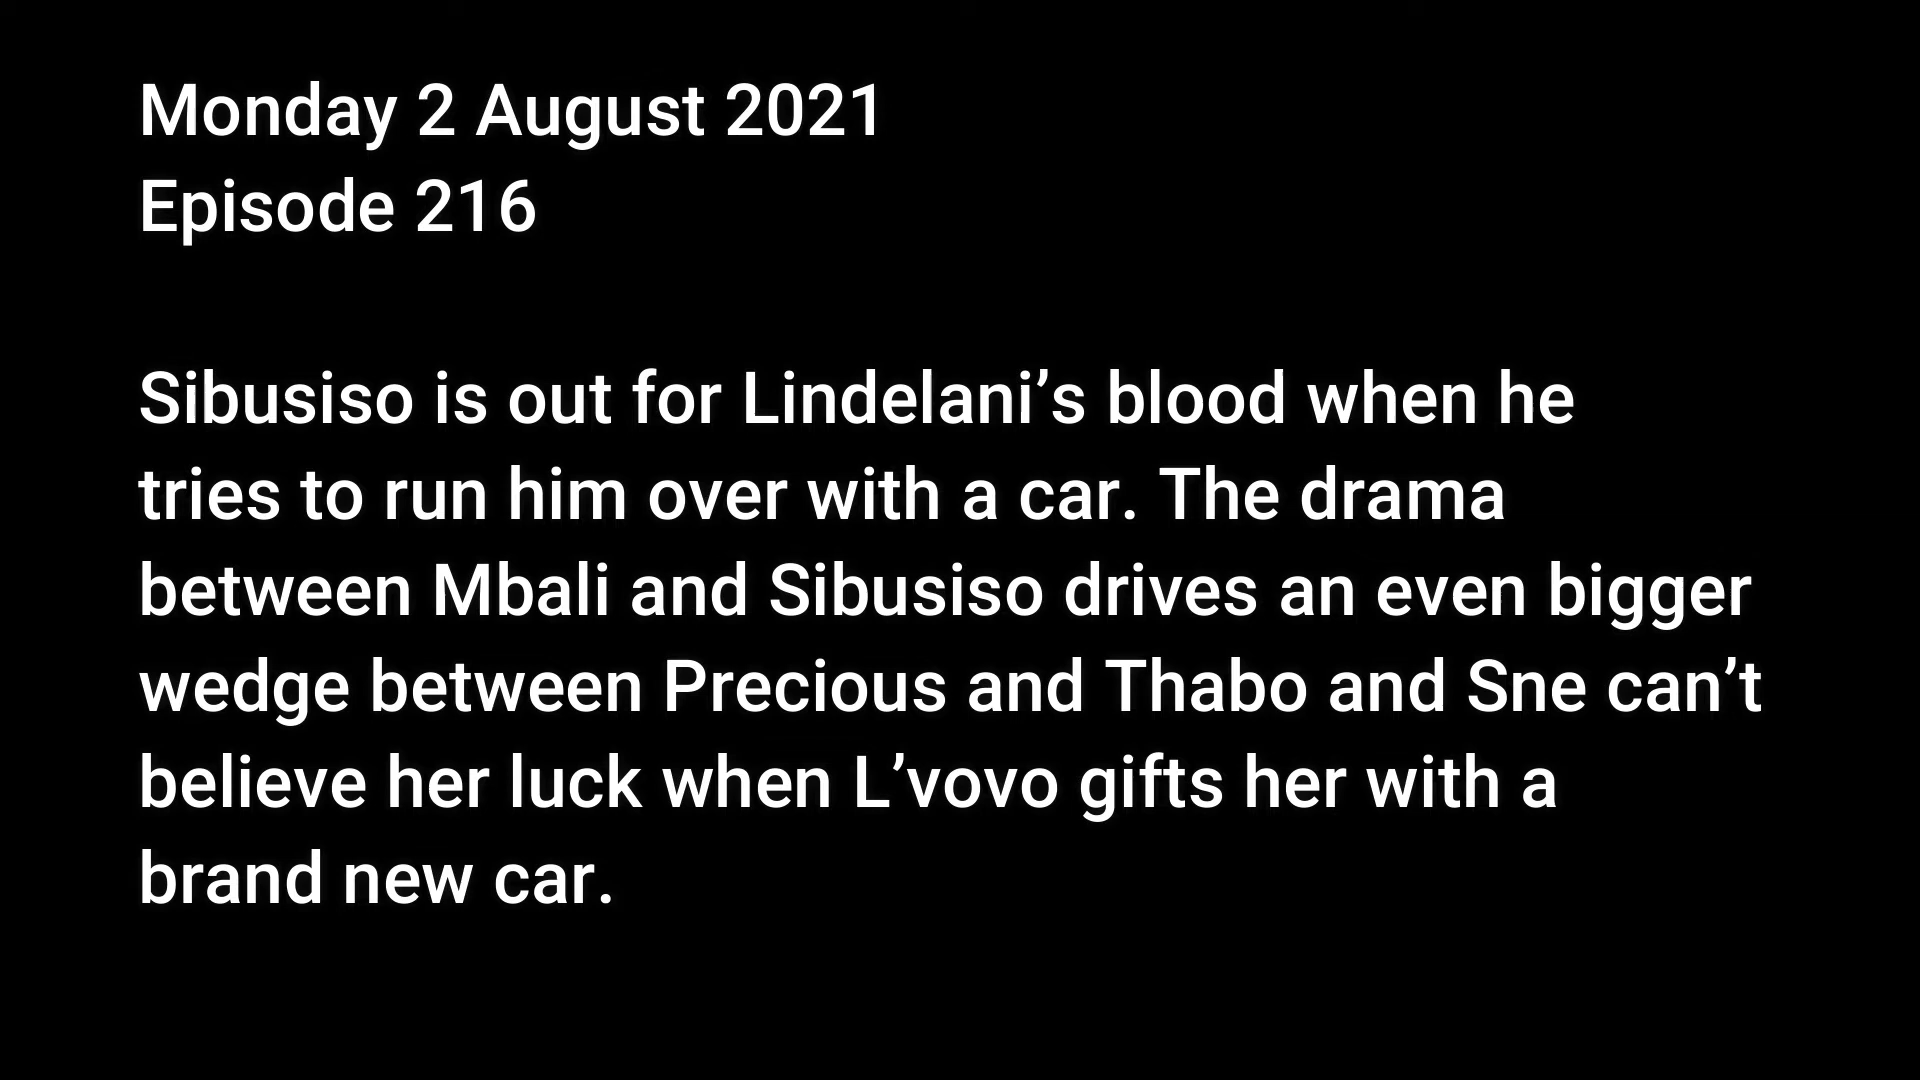 Monday 2 August 2021
Episode 216
Sibusiso is out for Lindelani’s blood when he
tries to run him over with a car. The drama
between Mbali and Sibusiso drives an even bigger
wedge between Precious and Thabo and Sne can’t
believe her luck when L’vovo gifts her with a
brand new car.